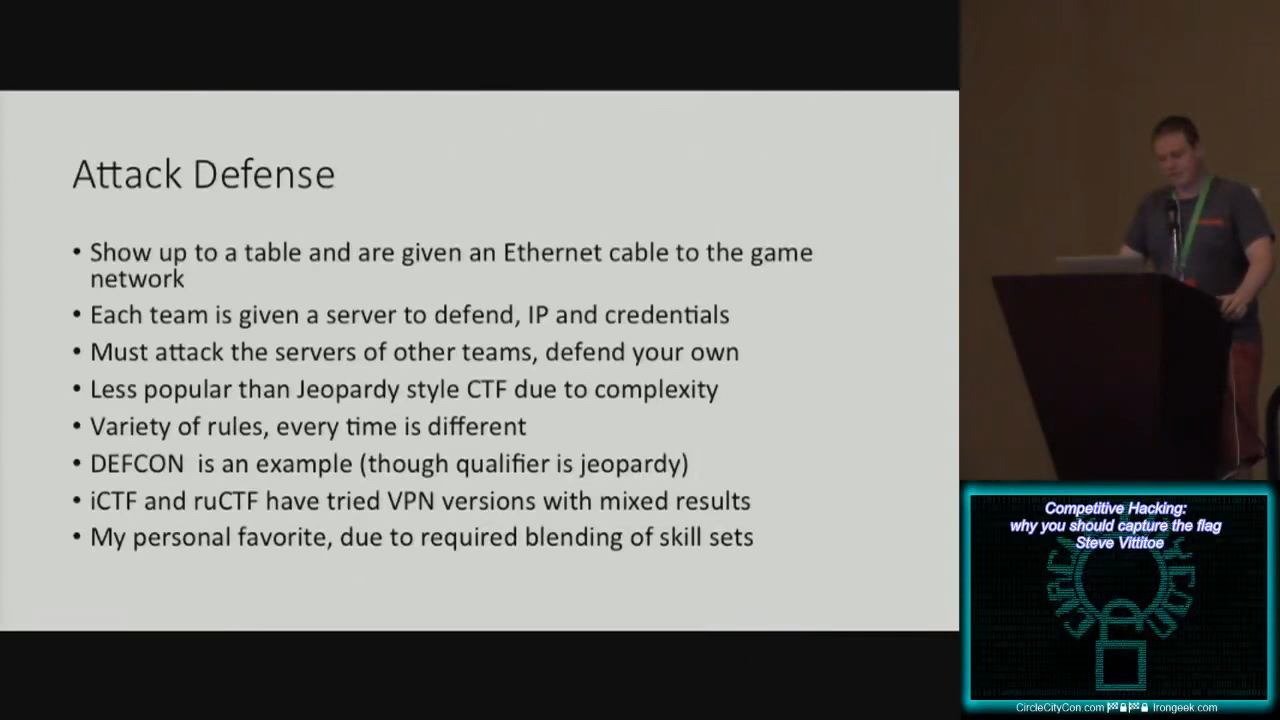 Attack Defense
• Show up to a table and are given an Ethernet cable to the game
network
• Each team is given a server to defend, IP and credentials
• Must attack the servers of other teams, defend your own
• Less popular than Jeopardy style CTF due to complexity
• Variety of rules, every time is different
• DEFCON  is an example (though qualifier is jeopardy)
• iCTF and ruCTF have tried VPN versions with mixed results
• My personal favorite, due to required blending of skill sets
Competitive Hacking:
why you should capture the flag
Steve Vittitoe
CircleCityCon.com
Irongeek.com